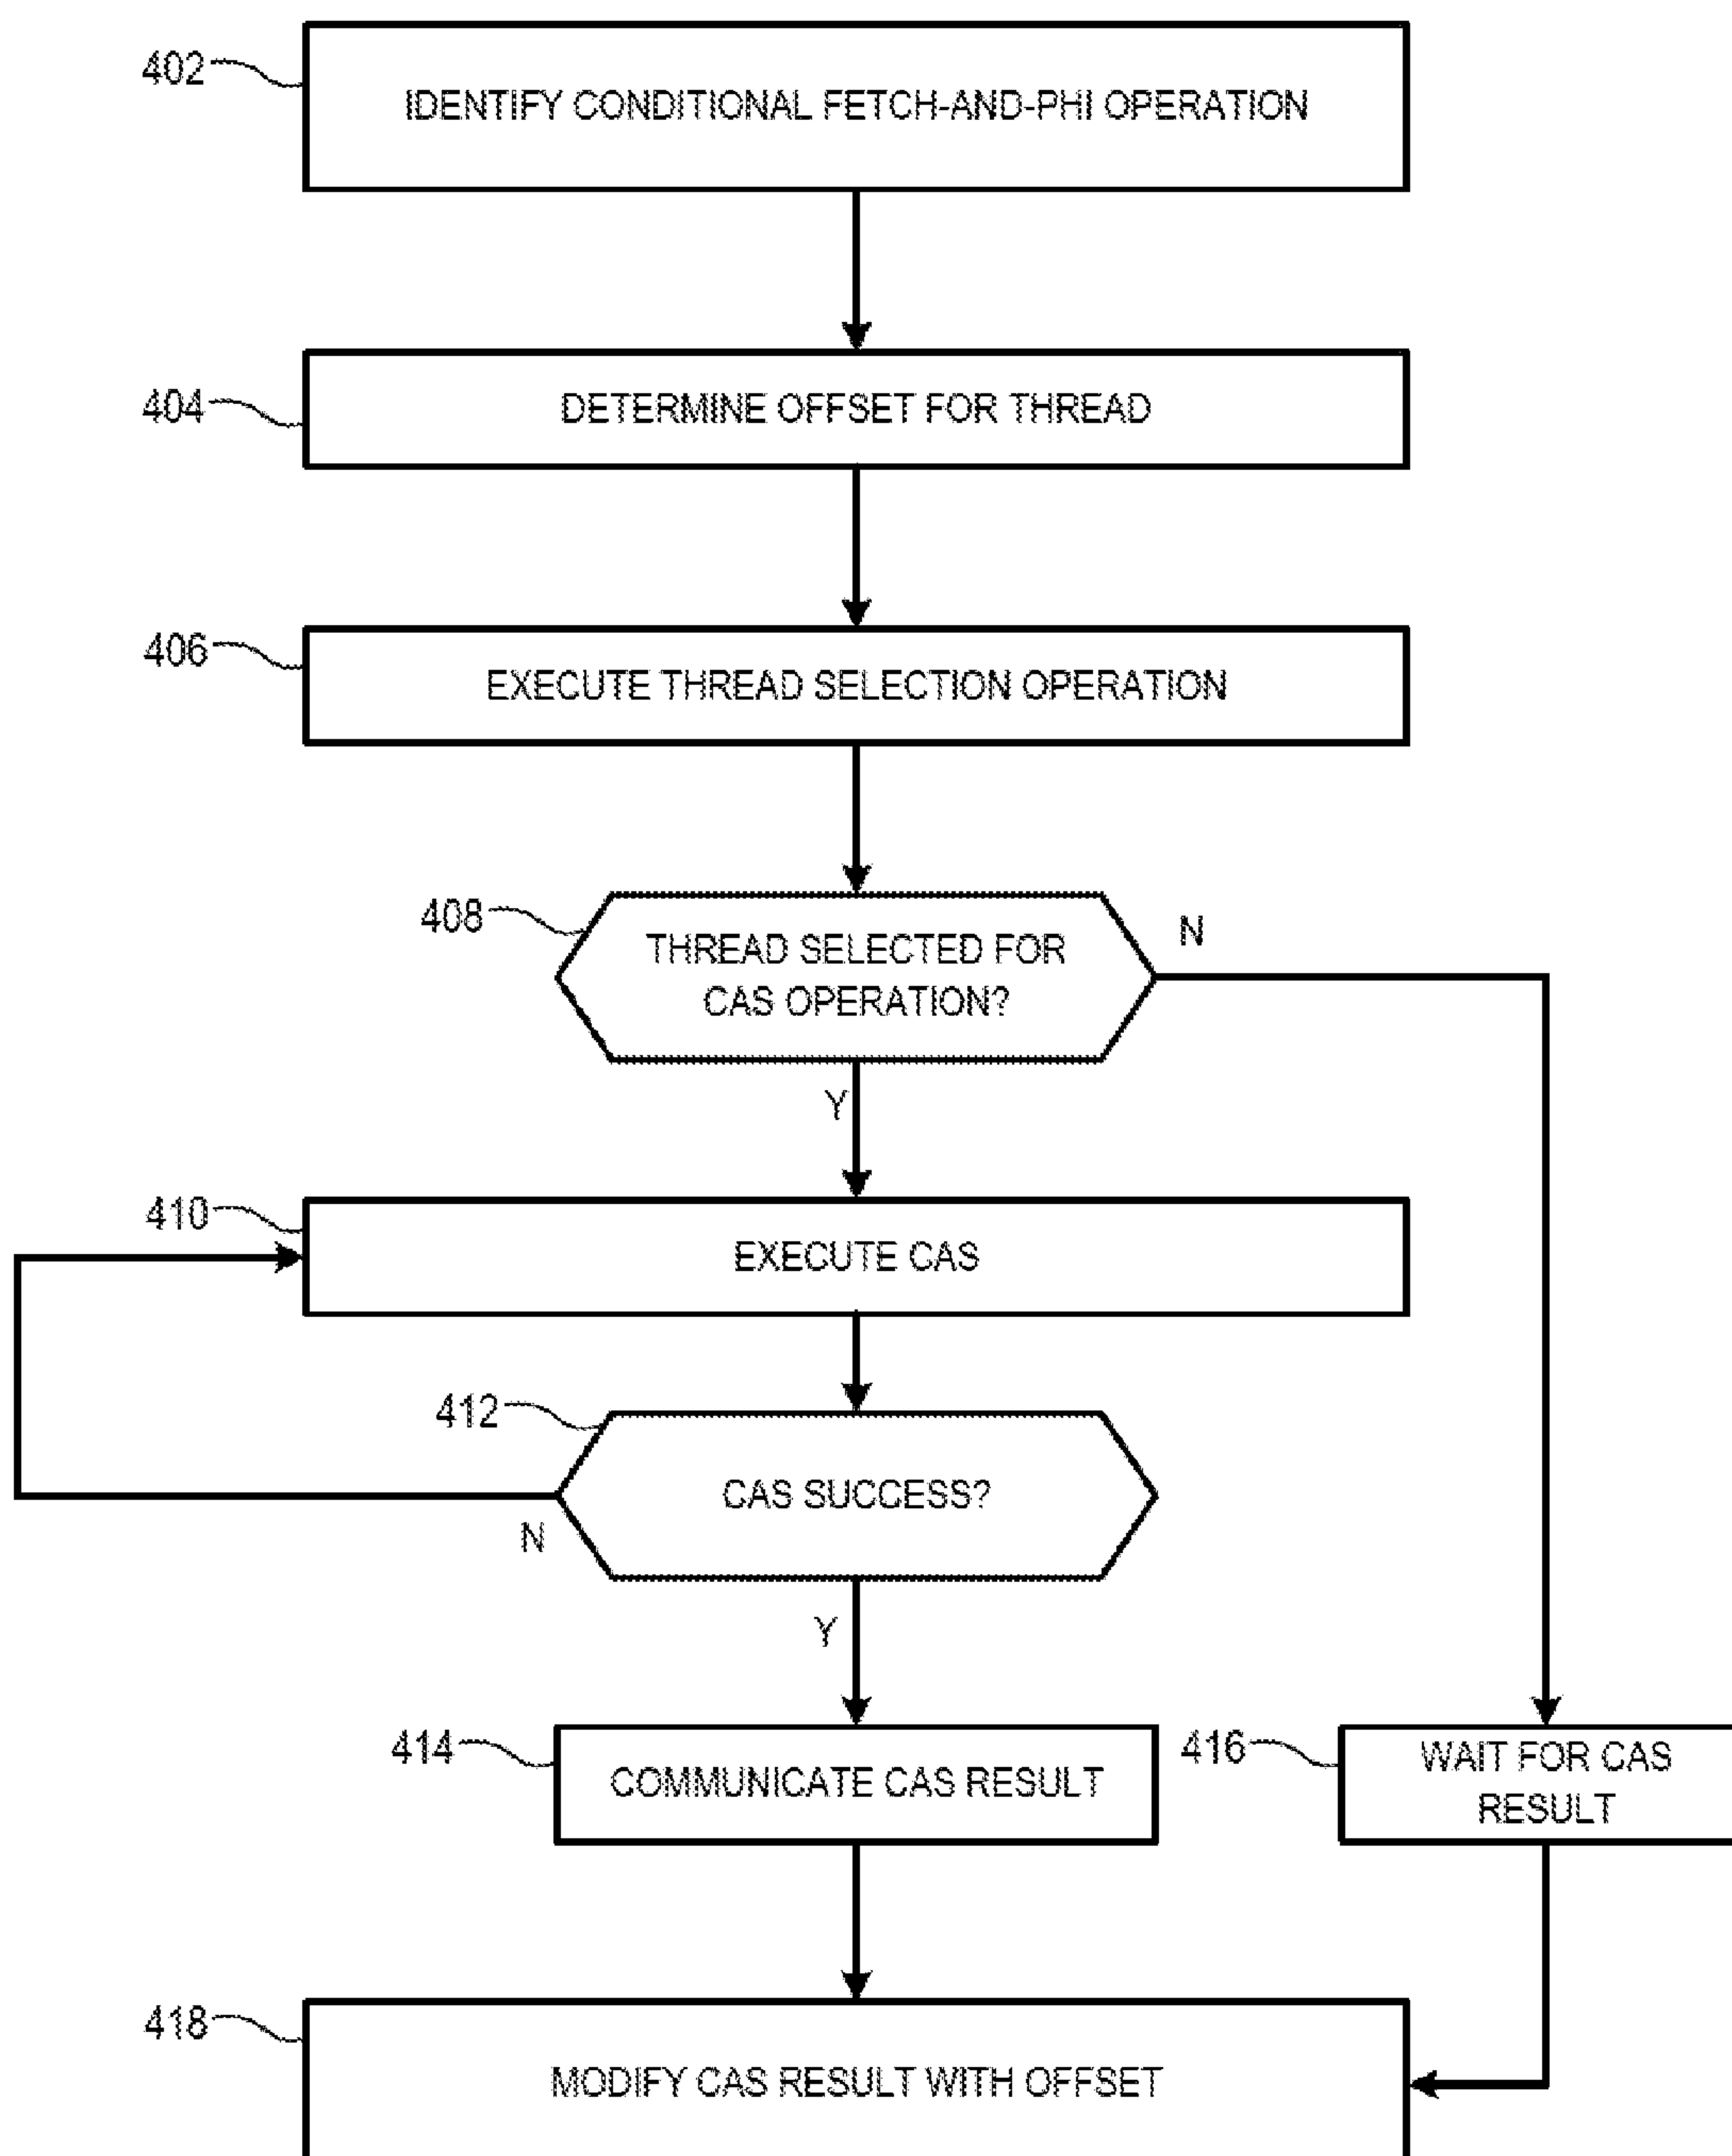 402
IDENTIFY CONDITIONAL FETCH-AND-PHI OPERATION
404
DETERMINE OFFSET FOR THREAD
406
EXECUTE THREAD SELECTION OPERATION
408
THREAD SELECTED FOR
CAS OPERATION?
N
Y
410
EXECUTE CAS
412
CAS SUCCESS?
N
Y
414
COMMUNICATE CAS RESULT
416
WAIT FOR CAS
RESULT
418
MODIFY CAS RESULT WITH OFFSET